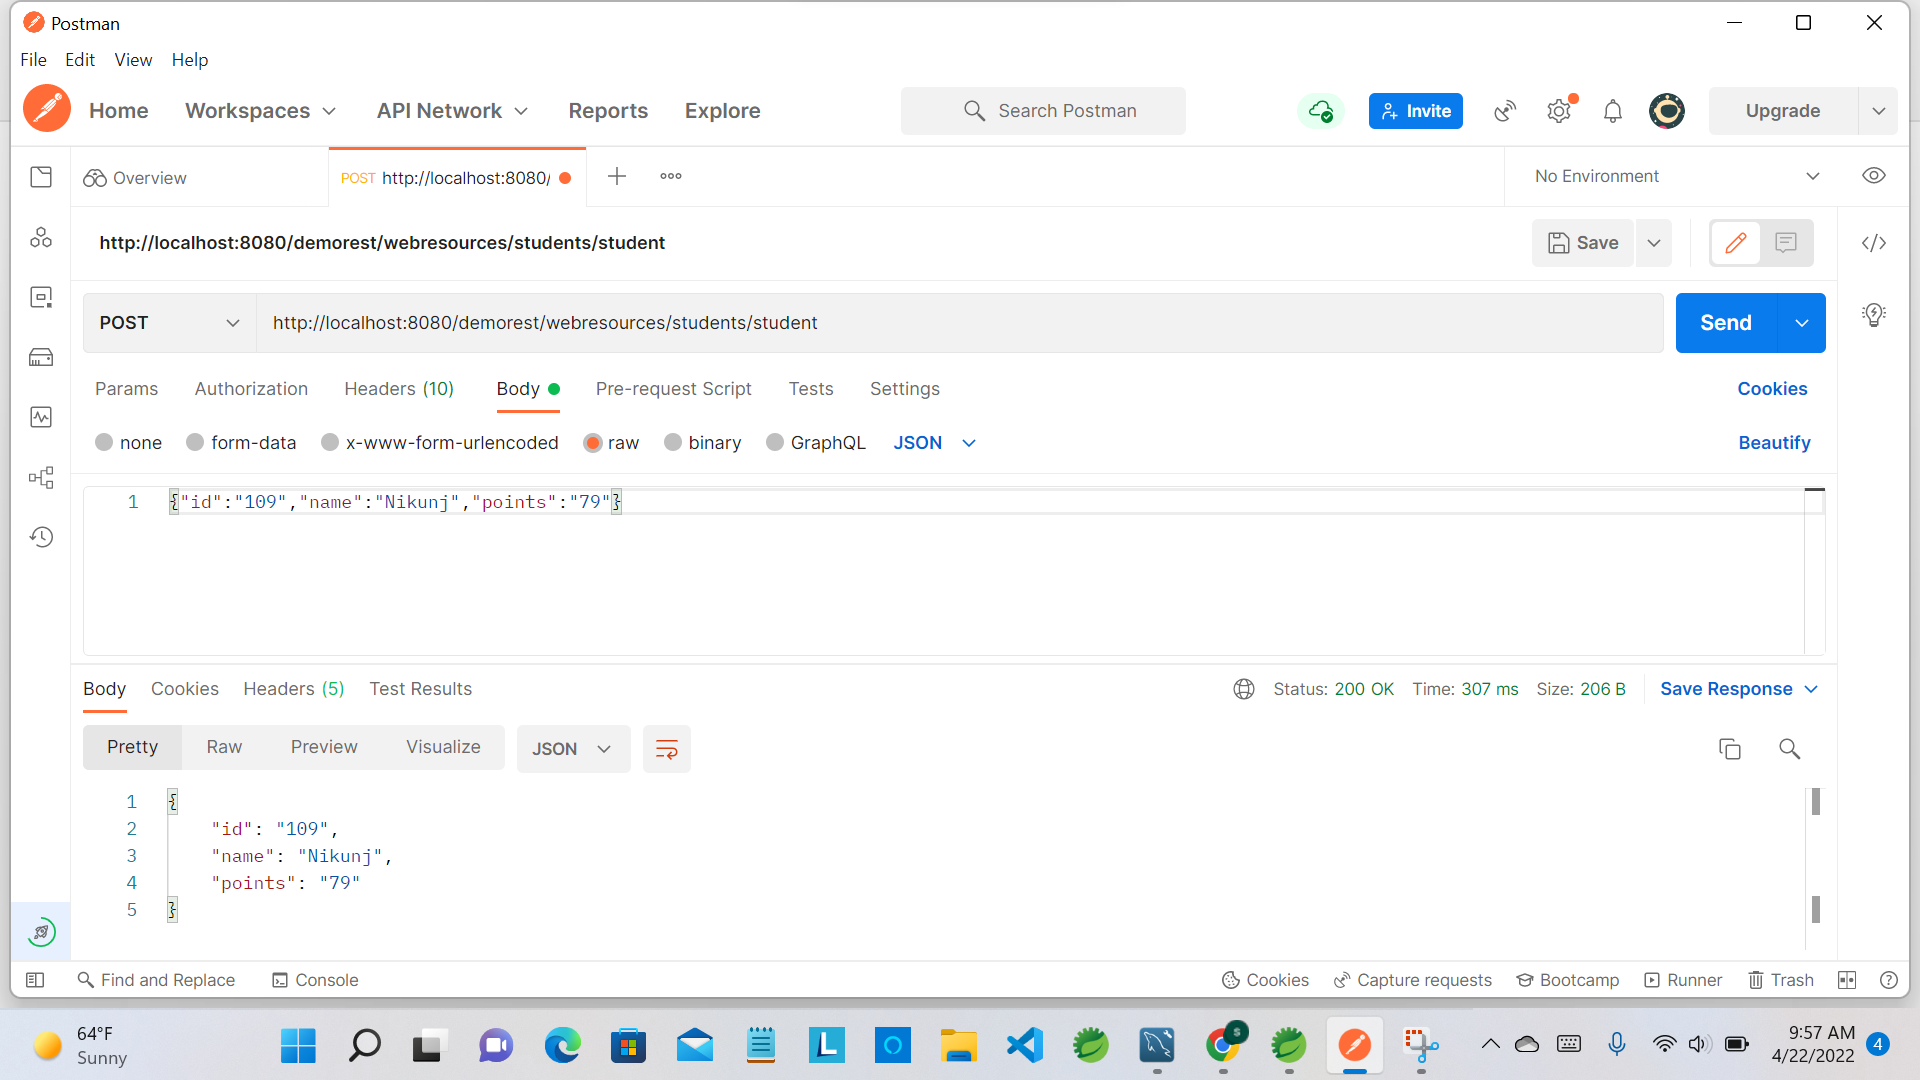 Postman
File Edit View Help
Home Workspaces API Network Reports Explore Search Postman Invite Upgrade
Overview POST http://localhost:8080/ No Environment
http://localhost:8080/demorest/webresources/students/student Save
POST http://localhost:8080/demorest/webresources/students/student Send
Params Authorization Headers (10) Body Pre-request Script Tests Settings Cookies
none form-data x-www-form-urlencoded raw binary GraphQL JSON Beautify
1 {"id":"109","name":"Nikunj","points":"79"}
Body Cookies Headers (5) Test Results Status: 200 OK Time: 307 ms Size: 206 B Save Response
Pretty Raw Preview Visualize JSON
1 {
2 "id": "109",
3 "name": "Nikunj",
4 "points": "79"
5 }
Find and Replace Console Cookies Capture requests Bootcamp Runner Trash
64°F
Sunny
L
S
9:57 AM
4/22/2022
4